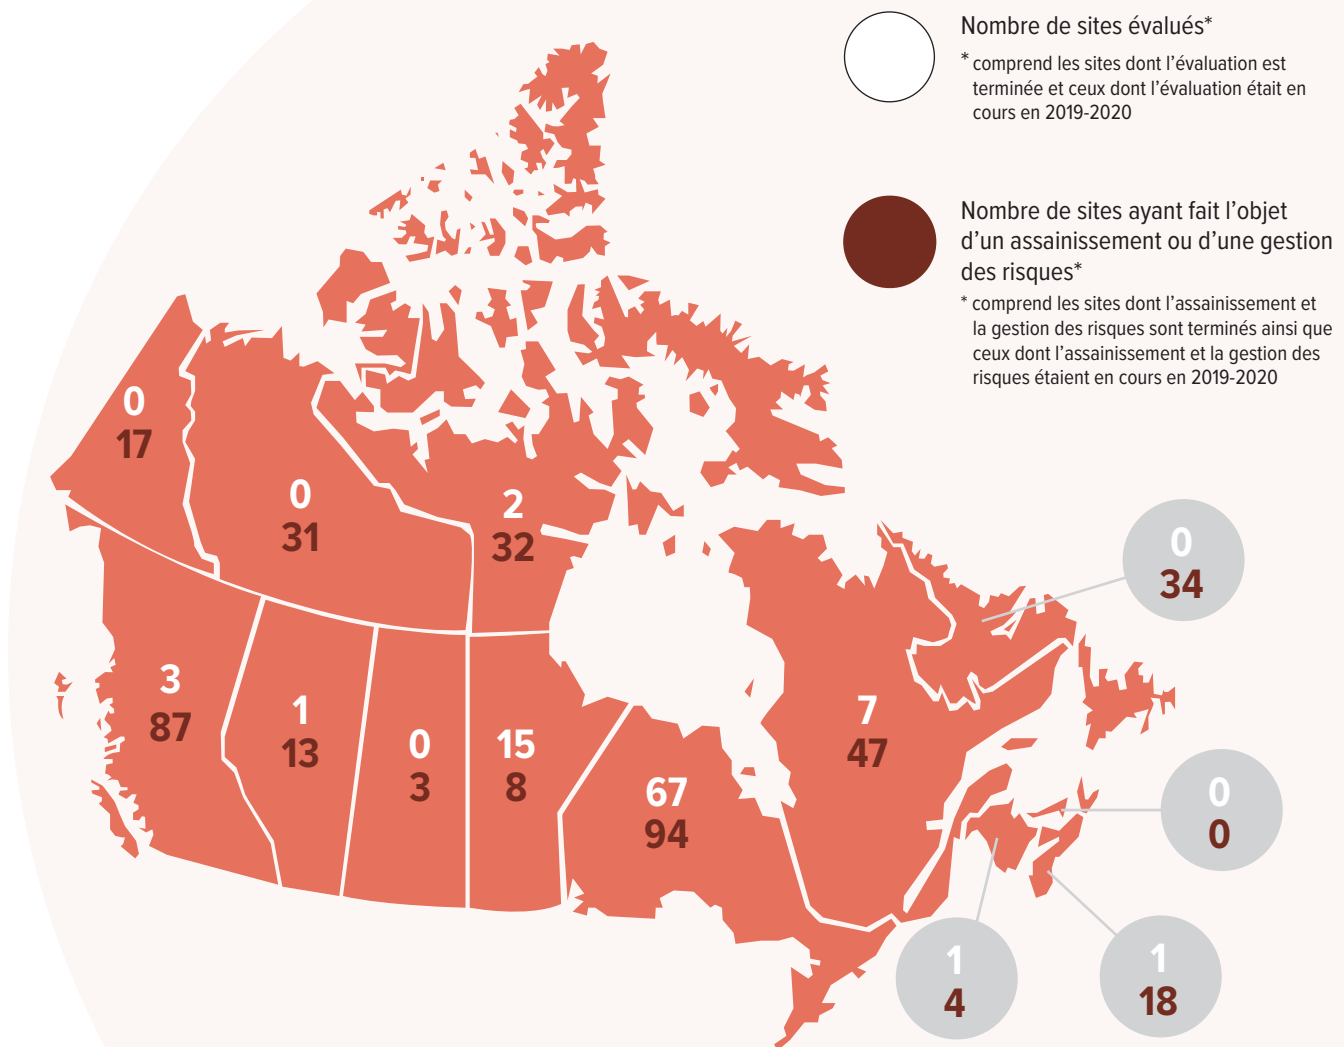 Nombre de sites évalués*
* comprend les sites dont l'évaluation est
terminée et ceux dont l'évaluation était en
cours en 2019-2020
Nombre de sites ayant fait l'objet
d'un assainissement ou d'une gestion
des risques*
* comprend les sites dont l'assainissement et
la gestion des risques sont terminés ainsi que
ceux dont l'assainissement et la gestion des
risques étaient en cours en 2019-2020
0
17
0
31
2
32
0
34
3
87
1
13
0
3
15
8
67
94
7
47
0
0
1
4
1
18